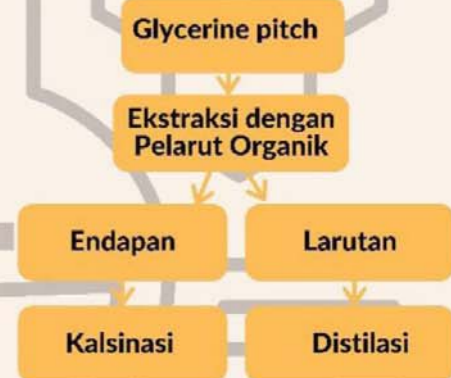 Glycerine pitch
Ekstraksi dengan
Pelarut Organik
Endapan
Larutan
Kalsinasi
Distilasi